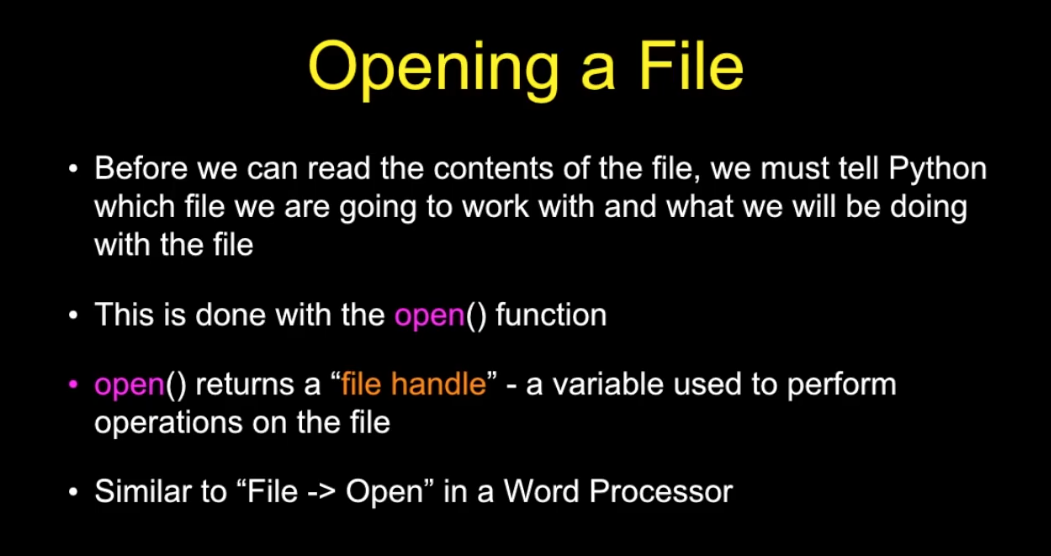 Opening a File
• Before we can read the contents of the file, we must tell Python
which file we are going to work with and what we will be doing
with the file
• This is done with the open() function
• open() returns a “file handle” - a variable used to perform
operations on the file
• Similar to “File -> Open” in a Word Processor